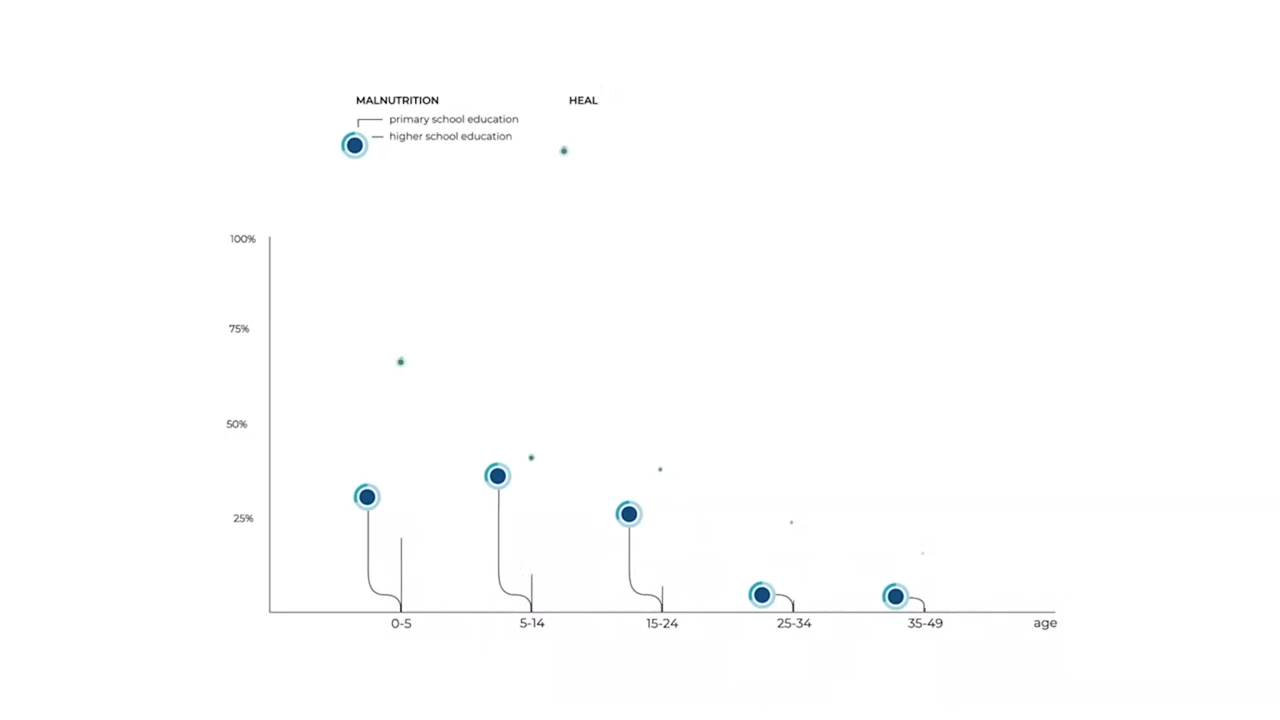 MALNUTRITION
primary school education
higher school education
HEAL
100%
75%
50%
25%
0-5
5-14
15-24
25-34
35-49
age